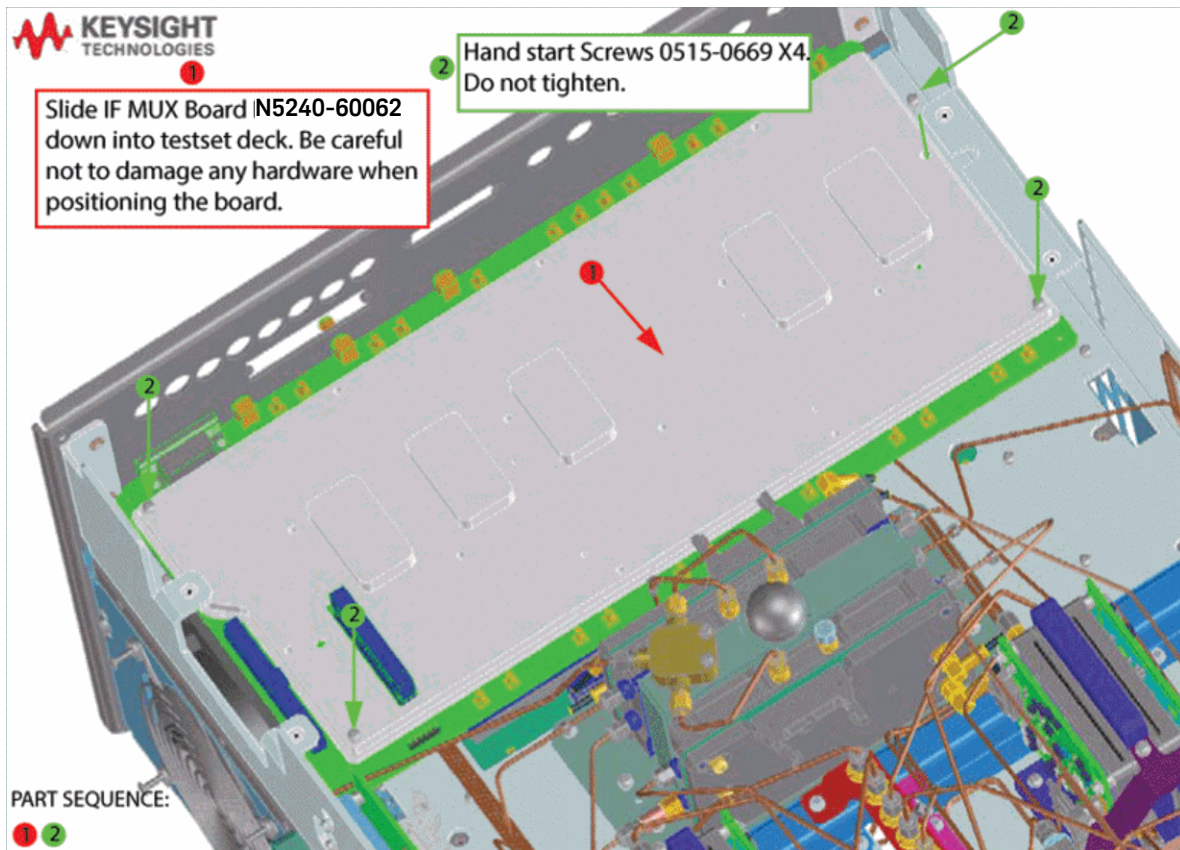 KEYSIGHT
TECHNOLOGIES
1
Slide IF MUX Board N5240-60062
down into testset deck. Be careful
not to damage any hardware when
positioning the board.
2
Hand start Screws 0515-0669 X4.
Do not tighten.
2
2
1
2
2
PART SEQUENCE:
1 2